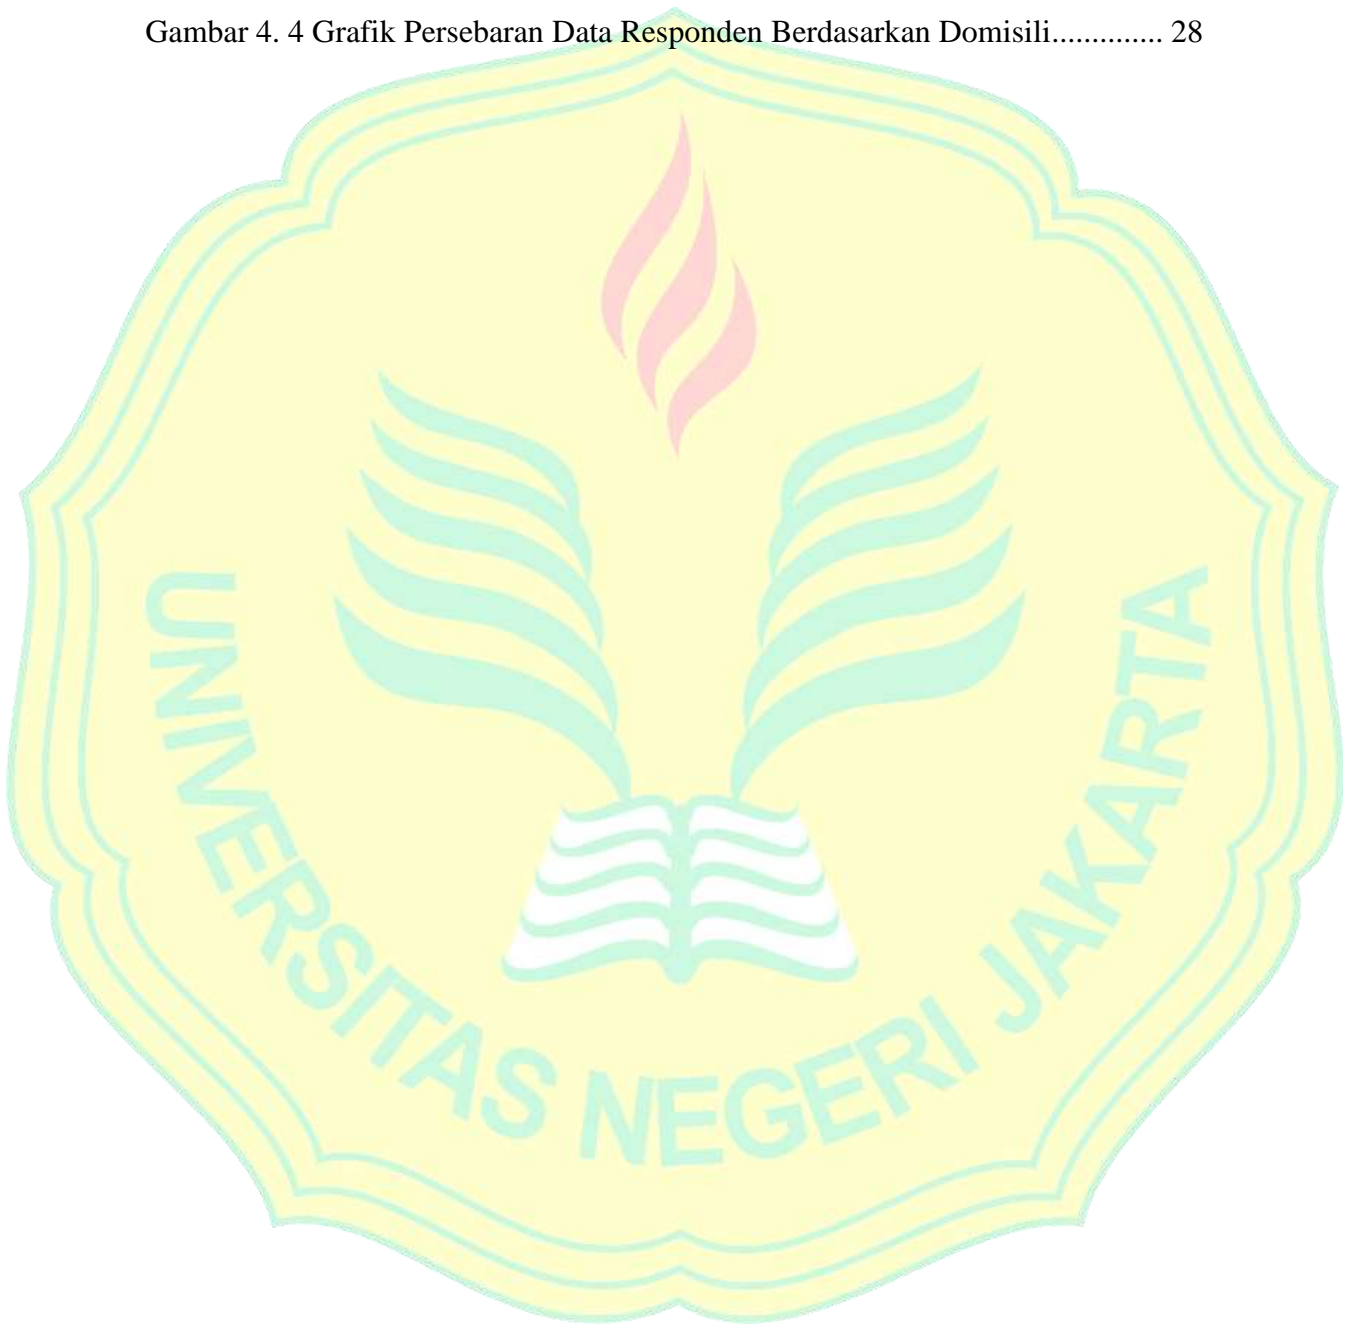 Gambar 4. 4 Grafik Persebaran Data Responden Berdasarkan Domisili.............. 28
UNIVERSITAS NEGERI JAKARTA